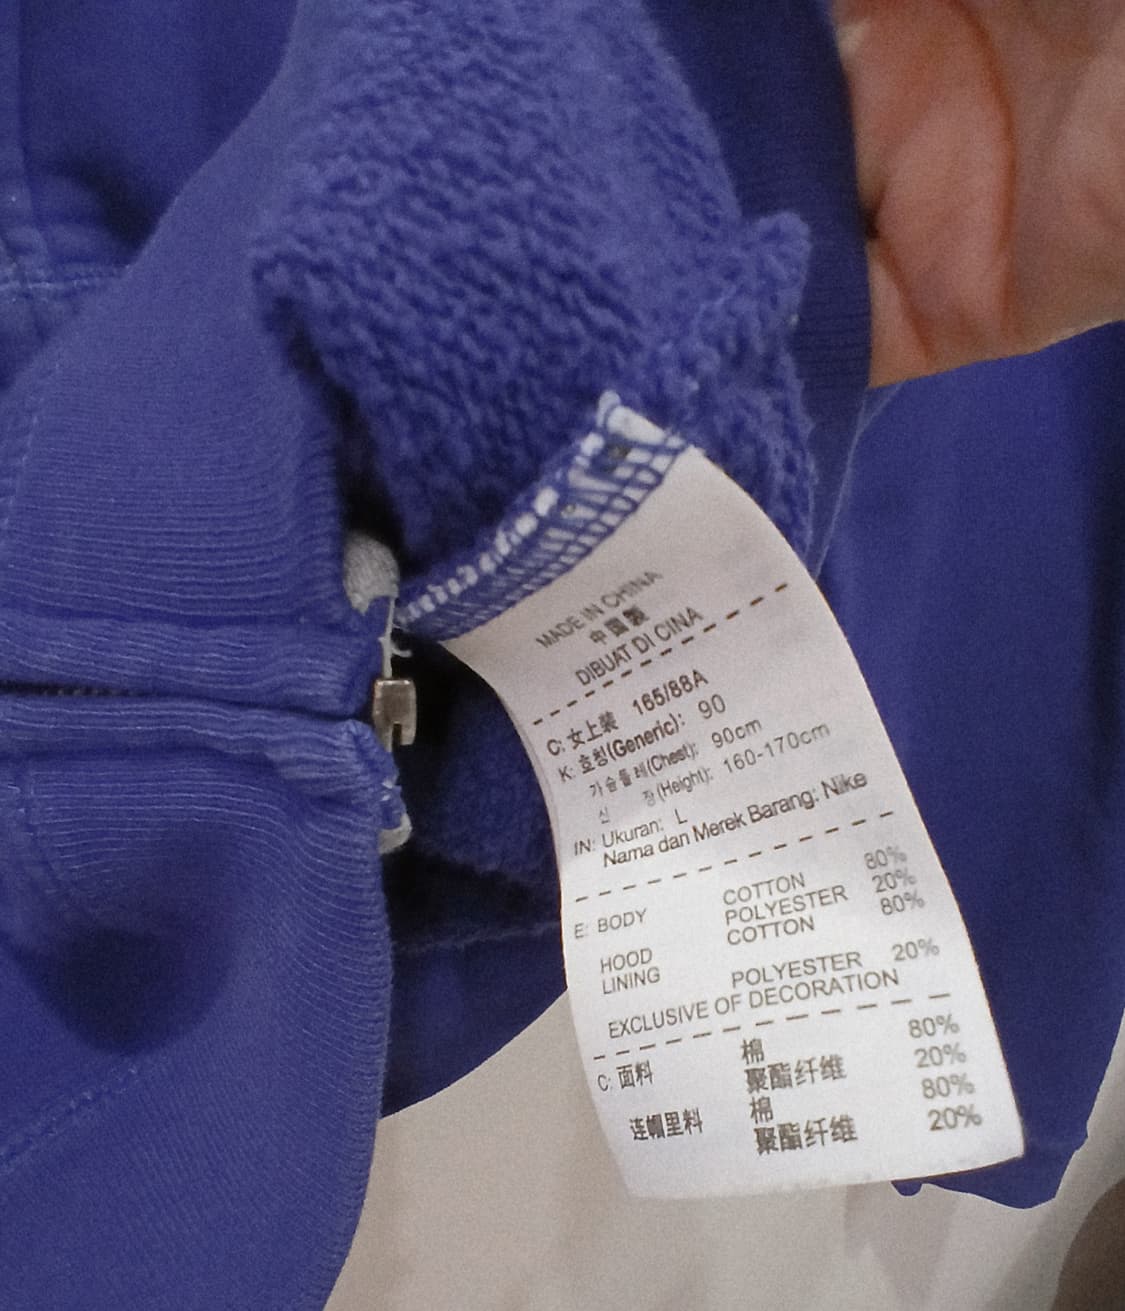 MADE IN CHINA
中国製
DIBUAT DI CINA
C: 女上装 165/88A
K: 호칭(Generic): 90
가슴둘레(Chest): 90cm
신 장(Height): 160-170cm
IN: Ukuran: L
Nama dan Merek Barang: Nike
E: BODY COTTON 80%
POLYESTER 20%
HOOD LINING COTTON 80%
POLYESTER 20%
EXCLUSIVE OF DECORATION
C: 面料 棉 80%
聚酯纤维 20%
连帽里料 棉 80%
聚酯纤维 20%